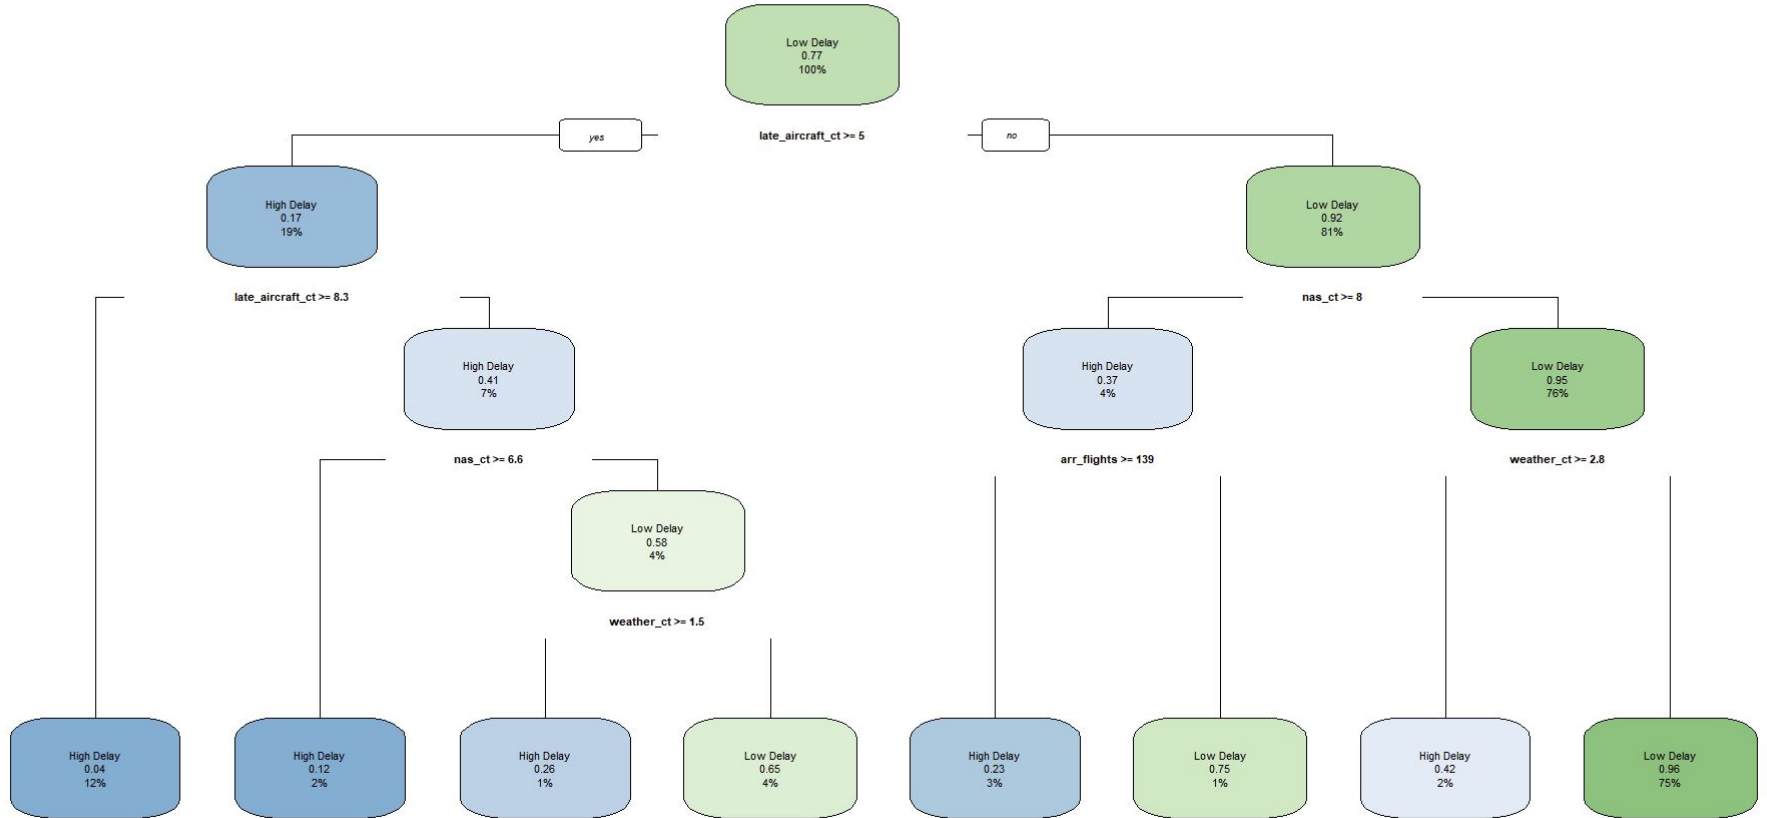 Low Delay
0.77
100%
yes
late_aircraft_ct >= 5
no
High Delay
0.17
19%
Low Delay
0.92
81%
late_aircraft_ct >= 8.3
nas_ct >= 8
High Delay
0.41
7%
High Delay
0.37
4%
Low Delay
0.95
76%
nas_ct >= 6.6
arr_flights >= 139
weather_ct >= 2.8
Low Delay
0.58
4%
weather_ct >= 1.5
High Delay
0.04
12%
High Delay
0.12
2%
High Delay
0.26
1%
Low Delay
0.65
4%
High Delay
0.23
3%
Low Delay
0.75
1%
High Delay
0.42
2%
Low Delay
0.96
75%